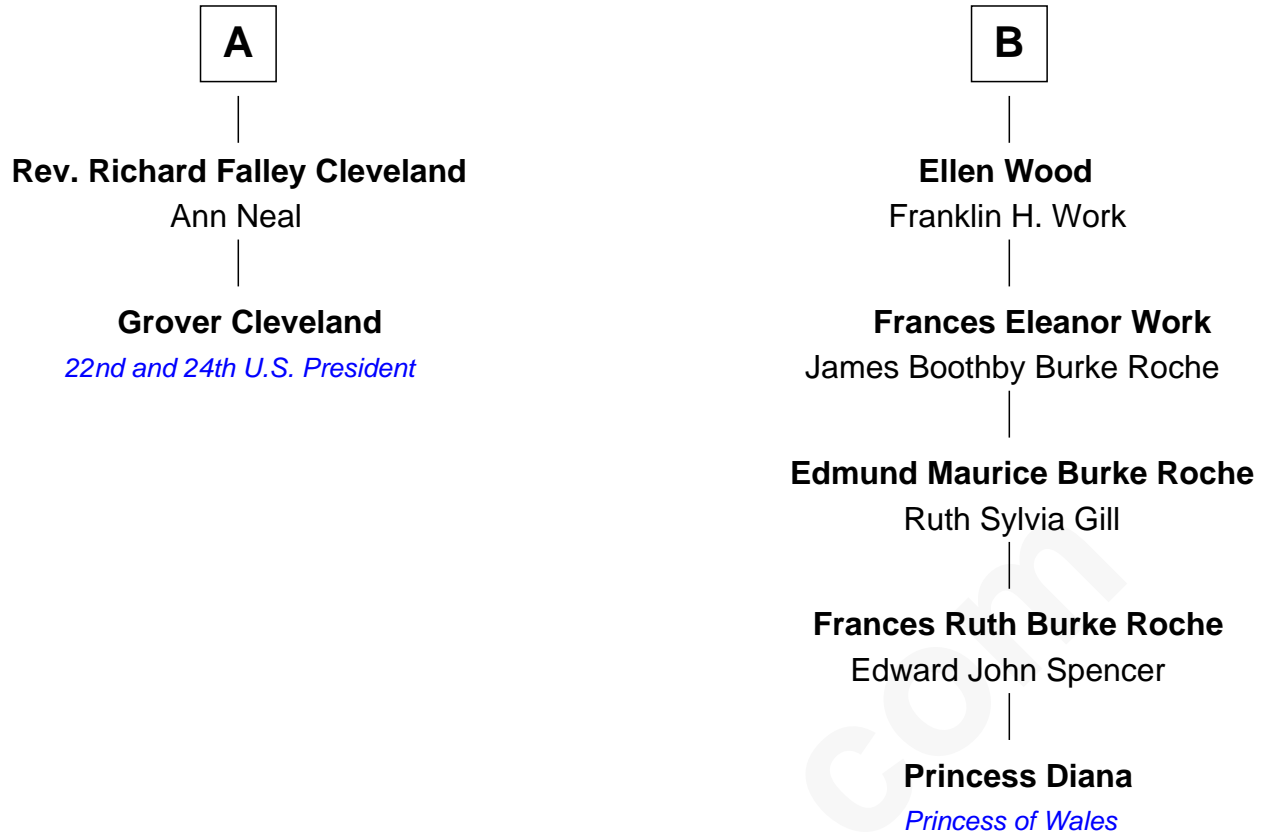 A
Rev. Richard Falley Cleveland
Ann Neal
Grover Cleveland
22nd and 24th U.S. President
B
Ellen Wood
Franklin H. Work
Frances Eleanor Work
James Boothby Burke Roche
Edmund Maurice Burke Roche
Ruth Sylvia Gill
Frances Ruth Burke Roche
Edward John Spencer
Princess Diana
Princess of Wales
com